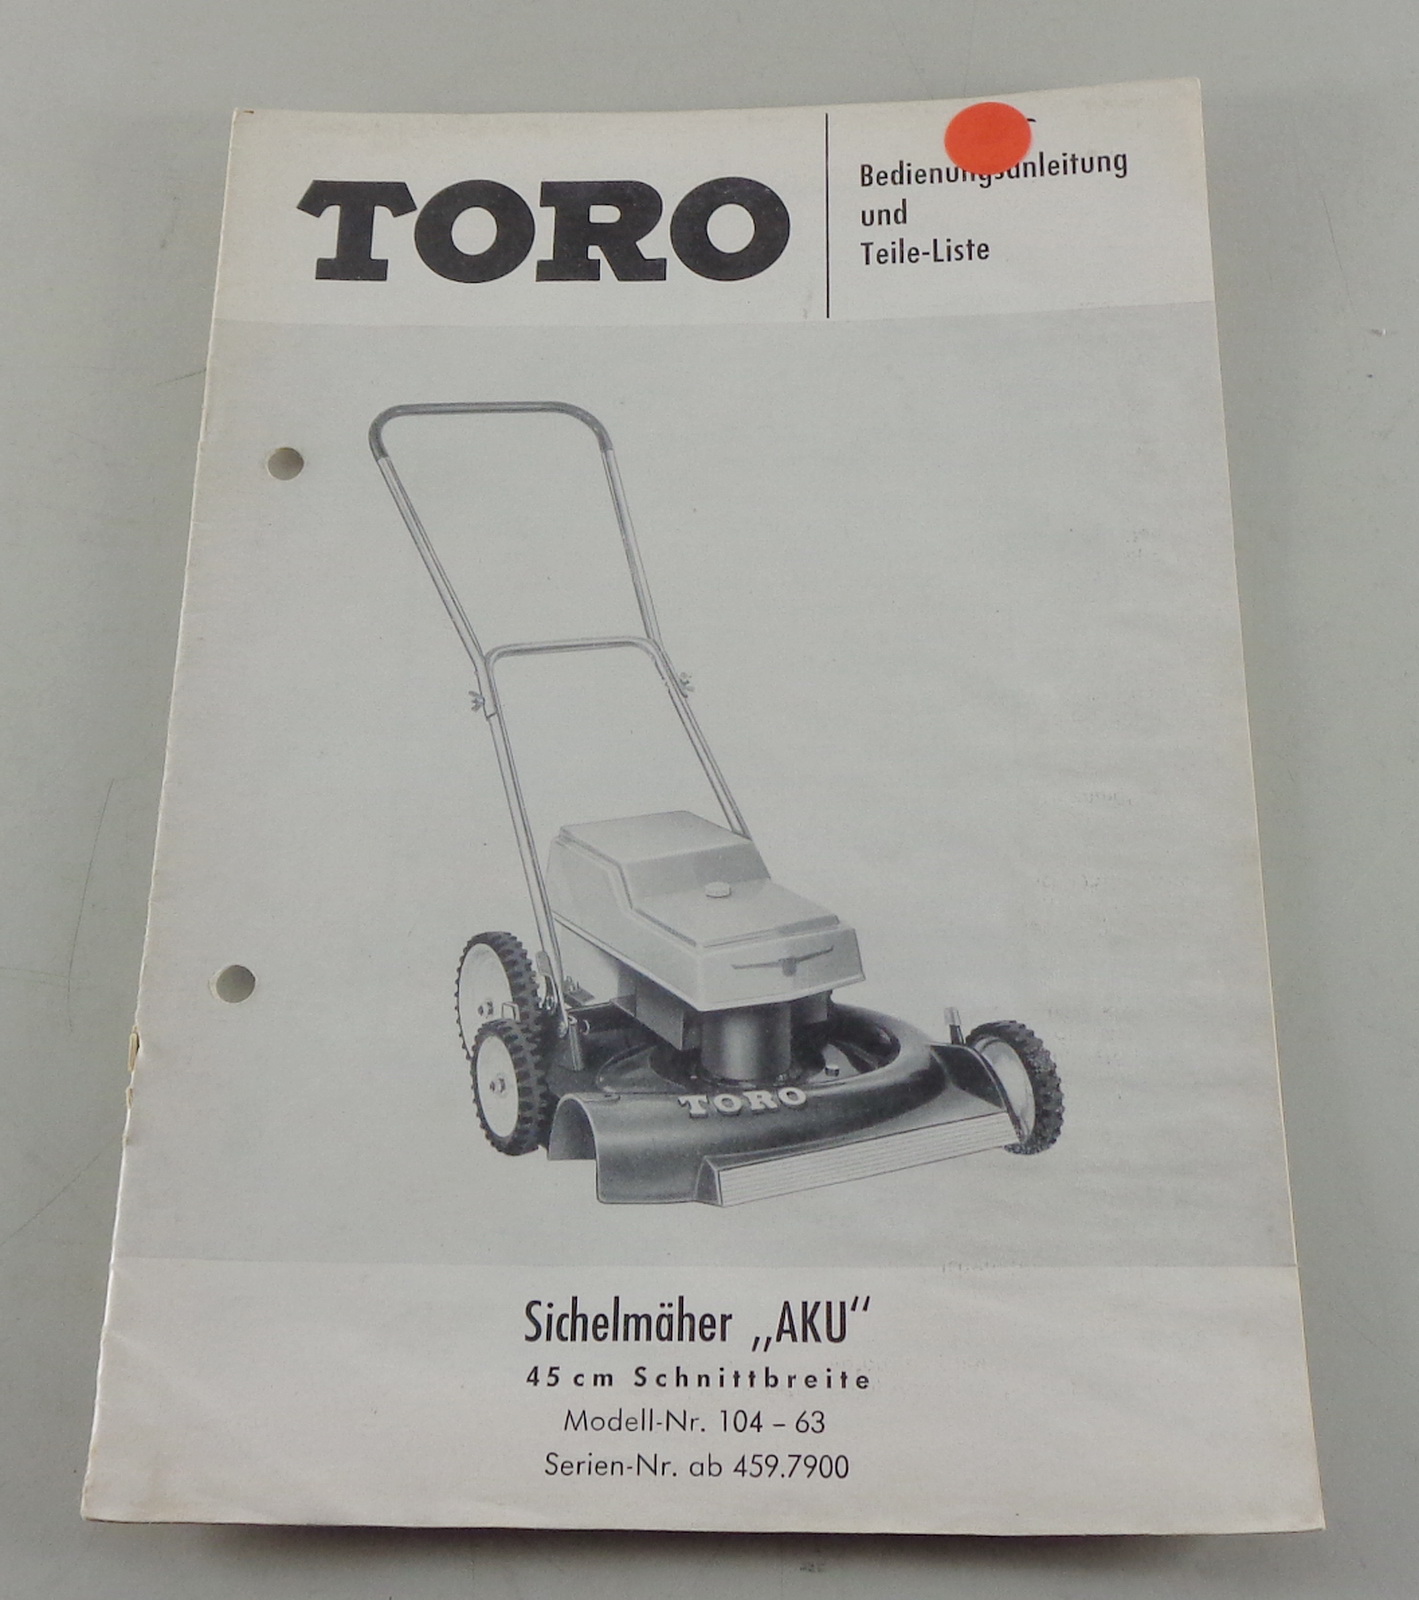 TORO
Bedienungsanleitung
und
Teile-Liste
TORO
Sichelmäher „AKU“
45 cm Schnittbreite
Modell-Nr. 104 – 63
Serien-Nr. ab 459.7900